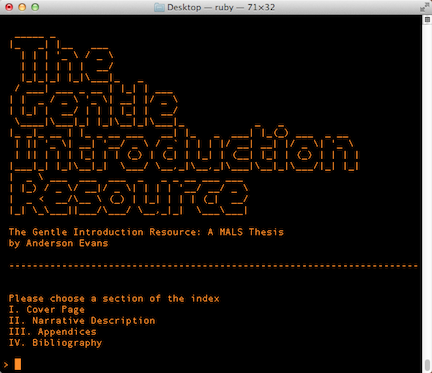 Desktop — ruby — 71×32
The
Gentle
Introduction
Resource
The Gentle Introduction Resource: A MALS Thesis
by Anderson Evans
--------------------------------------------------------------------
Please choose a section of the index
I. Cover Page
II. Narrative Description
III. Appendices
IV. Bibliography
>